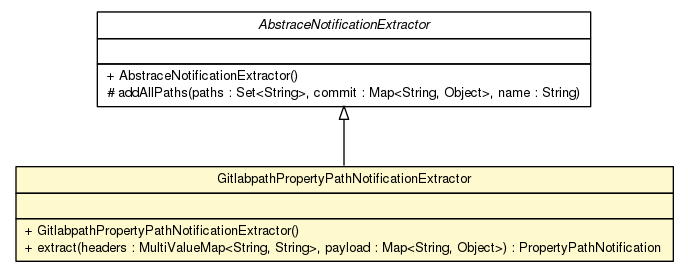 AbstraceNotificationExtractor
+ AbstraceNotificationExtractor()
# addAllPaths(paths : Set<String>, commit : Map<String, Object>, name : String)
GitlabpathPropertyPathNotificationExtractor
+ GitlabpathPropertyPathNotificationExtractor()
+ extract(headers : MultiValueMap<String, String>, payload : Map<String, Object>) : PropertyPathNotification